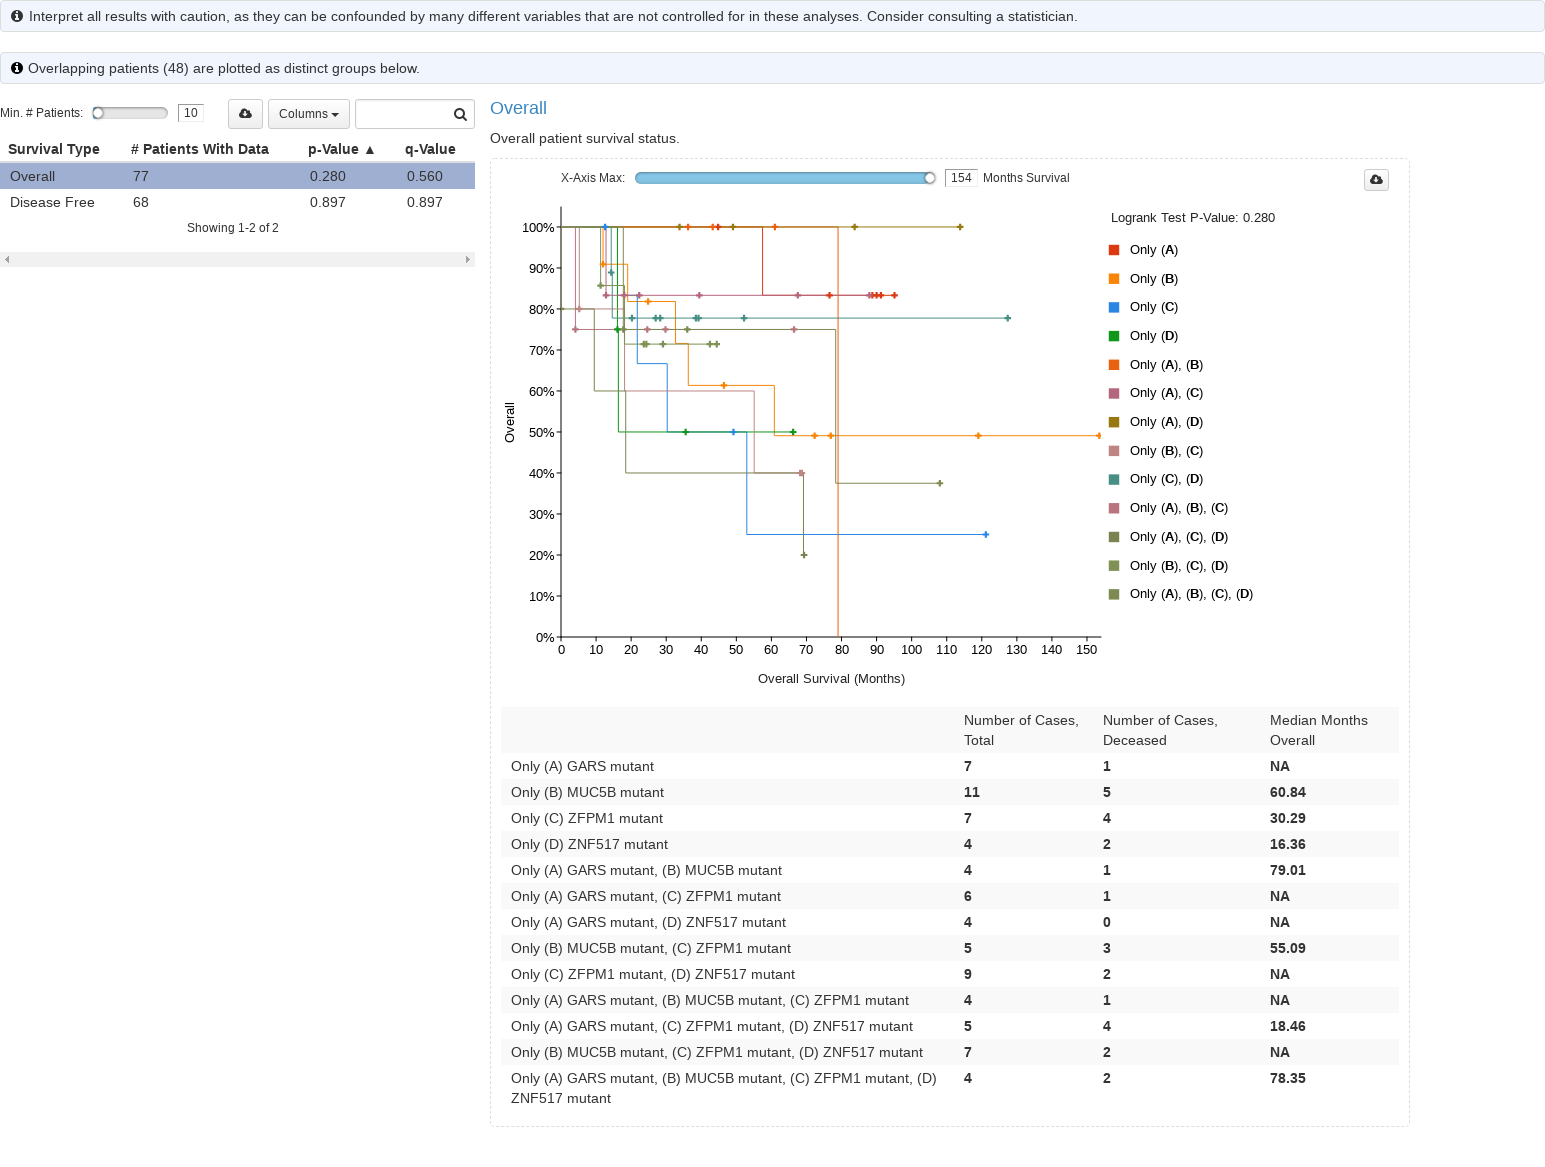 Interpret all results with caution, as they can be confounded by many different variables that are not controlled for in these analyses. Consider consulting a statistician.
Overlapping patients (48) are plotted as distinct groups below.
Min. # Patients: 10 Columns
Survival Type # Patients With Data p-Value ▲ q-Value
Overall 77 0.280 0.560
Disease Free 68 0.897 0.897
Showing 1-2 of 2
Overall
Overall patient survival status.
X-Axis Max: 154 Months Survival
Logrank Test P-Value: 0.280
Only (A)
Only (B)
Only (C)
Only (D)
Only (A), (B)
Only (A), (C)
Only (A), (D)
Only (B), (C)
Only (C), (D)
Only (A), (B), (C)
Only (A), (C), (D)
Only (B), (C), (D)
Only (A), (B), (C), (D)
100%
90%
80%
70%
60%
50%
40%
30%
20%
10%
0%
Overall
0 10 20 30 40 50 60 70 80 90 100 110 120 130 140 150
Overall Survival (Months)
Number of Cases, Number of Cases, Median Months
Total Deceased Overall
Only (A) GARS mutant 7 1 NA
Only (B) MUC5B mutant 11 5 60.84
Only (C) ZFPM1 mutant 7 4 30.29
Only (D) ZNF517 mutant 4 2 16.36
Only (A) GARS mutant, (B) MUC5B mutant 4 1 79.01
Only (A) GARS mutant, (C) ZFPM1 mutant 6 1 NA
Only (A) GARS mutant, (D) ZNF517 mutant 4 0 NA
Only (B) MUC5B mutant, (C) ZFPM1 mutant 5 3 55.09
Only (C) ZFPM1 mutant, (D) ZNF517 mutant 9 2 NA
Only (A) GARS mutant, (B) MUC5B mutant, (C) ZFPM1 mutant 4 1 NA
Only (A) GARS mutant, (C) ZFPM1 mutant, (D) ZNF517 mutant 5 4 18.46
Only (B) MUC5B mutant, (C) ZFPM1 mutant, (D) ZNF517 mutant 7 2 NA
Only (A) GARS mutant, (B) MUC5B mutant, (C) ZFPM1 mutant, (D) 4 2 78.35
ZNF517 mutant